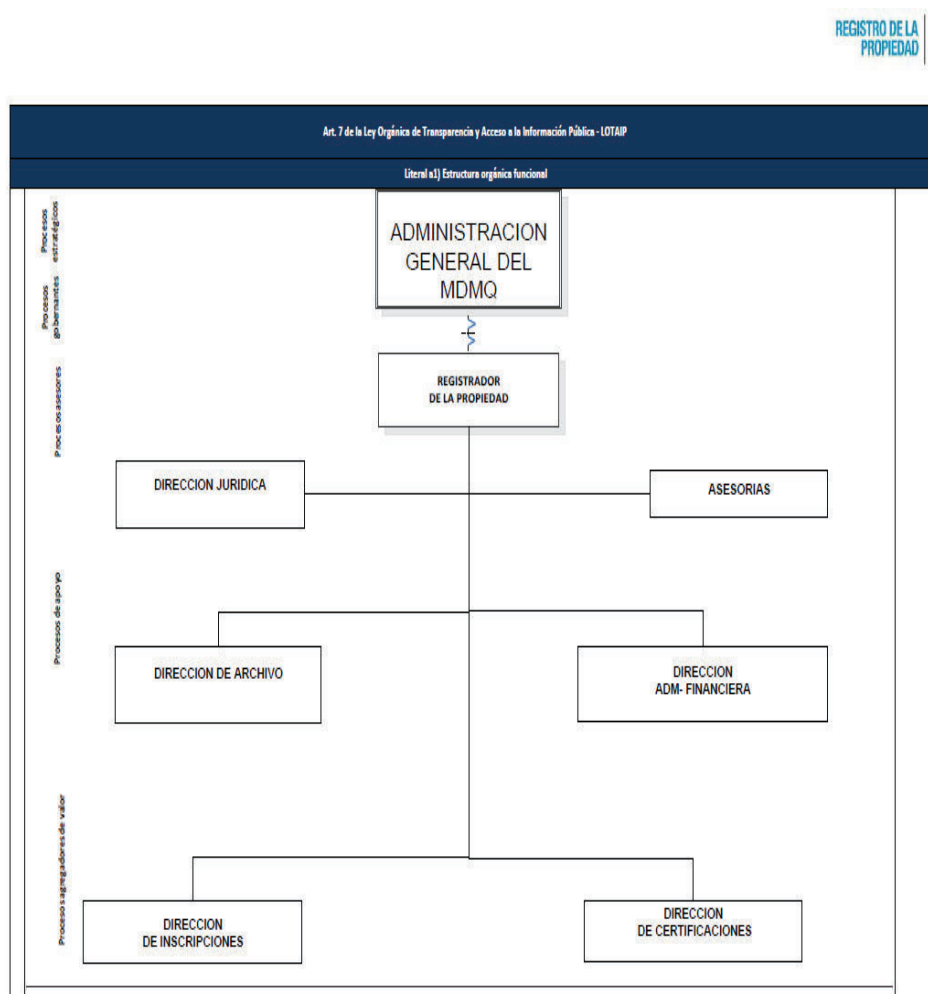 REGISTRO DE LA
PROPIEDAD
Art. 7 de la Ley Orgánica de Transparencia y Acceso a la Información Pública - LOTAIP
Literal a1) Estructura orgánica funcional
Procesos
estratégicos
ADMINISTRACION
GENERAL DEL
MDMQ
Procesos
gobernantes
Procesos asesores
REGISTRADOR
DE LA PROPIEDAD
DIRECCION JURIDICA
ASESORIAS
Procesos de apoyo
DIRECCION DE ARCHIVO
DIRECCION
ADM- FINANCIERA
Procesos agregadores de valor
DIRECCION
DE INSCRIPCIONES
DIRECCION
DE CERTIFICACIONES